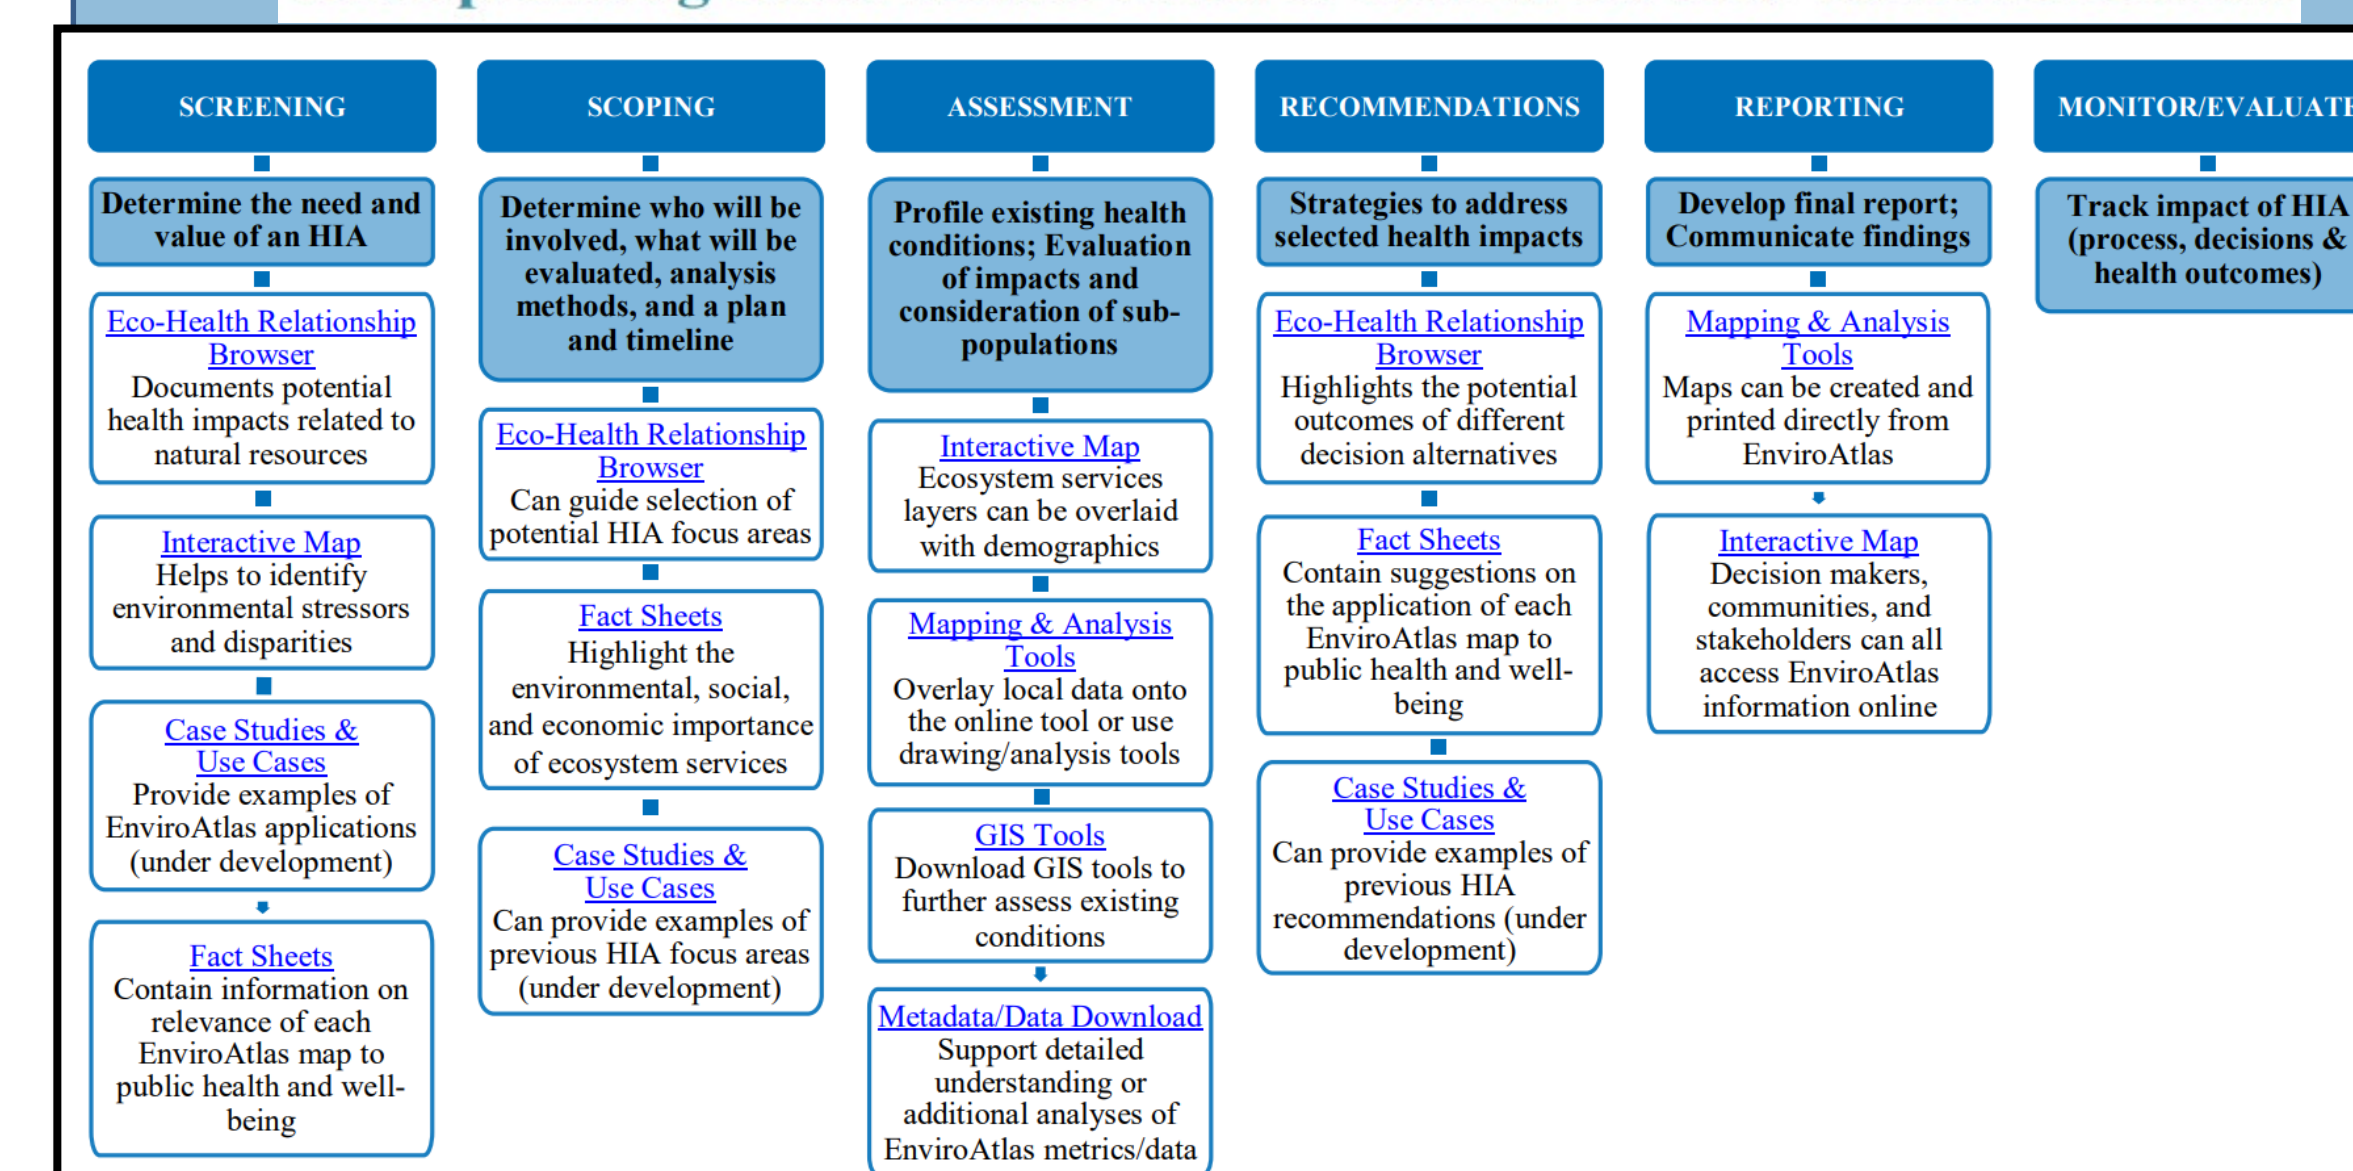 SCREENING
Determine the need and
value of an HIA
Eco-Health Relationship
Browser
Documents potential
health impacts related to
natural resources
Interactive Map
Helps to identify
environmental stressors
and disparities
Case Studies &
Use Cases
Provide examples of
EnviroAtlas applications
(under development)
Fact Sheets
Contain information on
relevance of each
EnviroAtlas map to
public health and well-
being
SCOPING
Determine who will be
involved, what will be
evaluated, analysis
methods, and a plan
and timeline
Eco-Health Relationship
Browser
Can guide selection of
potential HIA focus areas
Fact Sheets
Highlight the
environmental, social,
and economic importance
of ecosystem services
Case Studies &
Use Cases
Can provide examples of
previous HIA focus areas
(under development)
ASSESSMENT
Profile existing health
conditions; Evaluation
of impacts and
consideration of sub-
populations
Interactive Map
Ecosystem services
layers can be overlaid
with demographics
Mapping & Analysis
Tools
Overlay local data onto
the online tool or use
drawing/analysis tools
GIS Tools
Download GIS tools to
further assess existing
conditions
Metadata/Data Download
Support detailed
understanding or
additional analyses of
EnviroAtlas metrics/data
RECOMMENDATIONS
Strategies to address
selected health impacts
Eco-Health Relationship
Browser
Highlights the potential
outcomes of different
decision alternatives
Fact Sheets
Contain suggestions on
the application of each
EnviroAtlas map to
public health and well-
being
Case Studies &
Use Cases
Can provide examples of
previous HIA
recommendations (under
development)
REPORTING
Develop final report;
Communicate findings
Mapping & Analysis
Tools
Maps can be created and
printed directly from
EnviroAtlas
Interactive Map
Decision makers,
communities, and
stakeholders can all
access EnviroAtlas
information online
MONITOR/EVALUATE
Track impact of HIA
(process, decisions &
health outcomes)